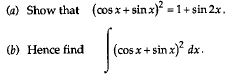 (a) Show that (cos x + sin x)² = 1 + sin 2x.
(b) Hence find ∫(cos x + sin x)² dx.